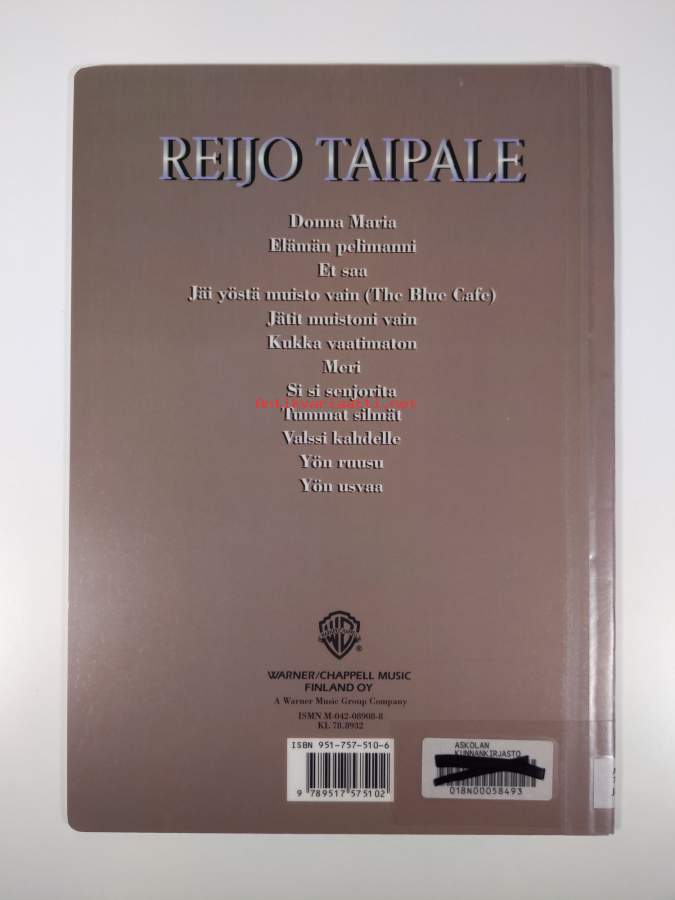 REIJO TAIPALE
Donna Maria
Elämän pelimanni
Et saa
Jäi yöstä muisto vain (The Blue Cafe)
Jätit muistoni vain
Kukka vaatimaton
Meri
Si si senjorita
antikvariaatti.net
Tummat silmät
Valssi kahdelle
Yön ruusu
Yön usvaa
WARNER/CHAPPELL MUSIC
FINLAND OY
A Warner Music Group Company
ISMN M-042-08908-8
KL 78.8932
ISBN 951-757-510-6
9 789517 575102
ASKOLAN
KUNNANKIRJASTO
018N00058493